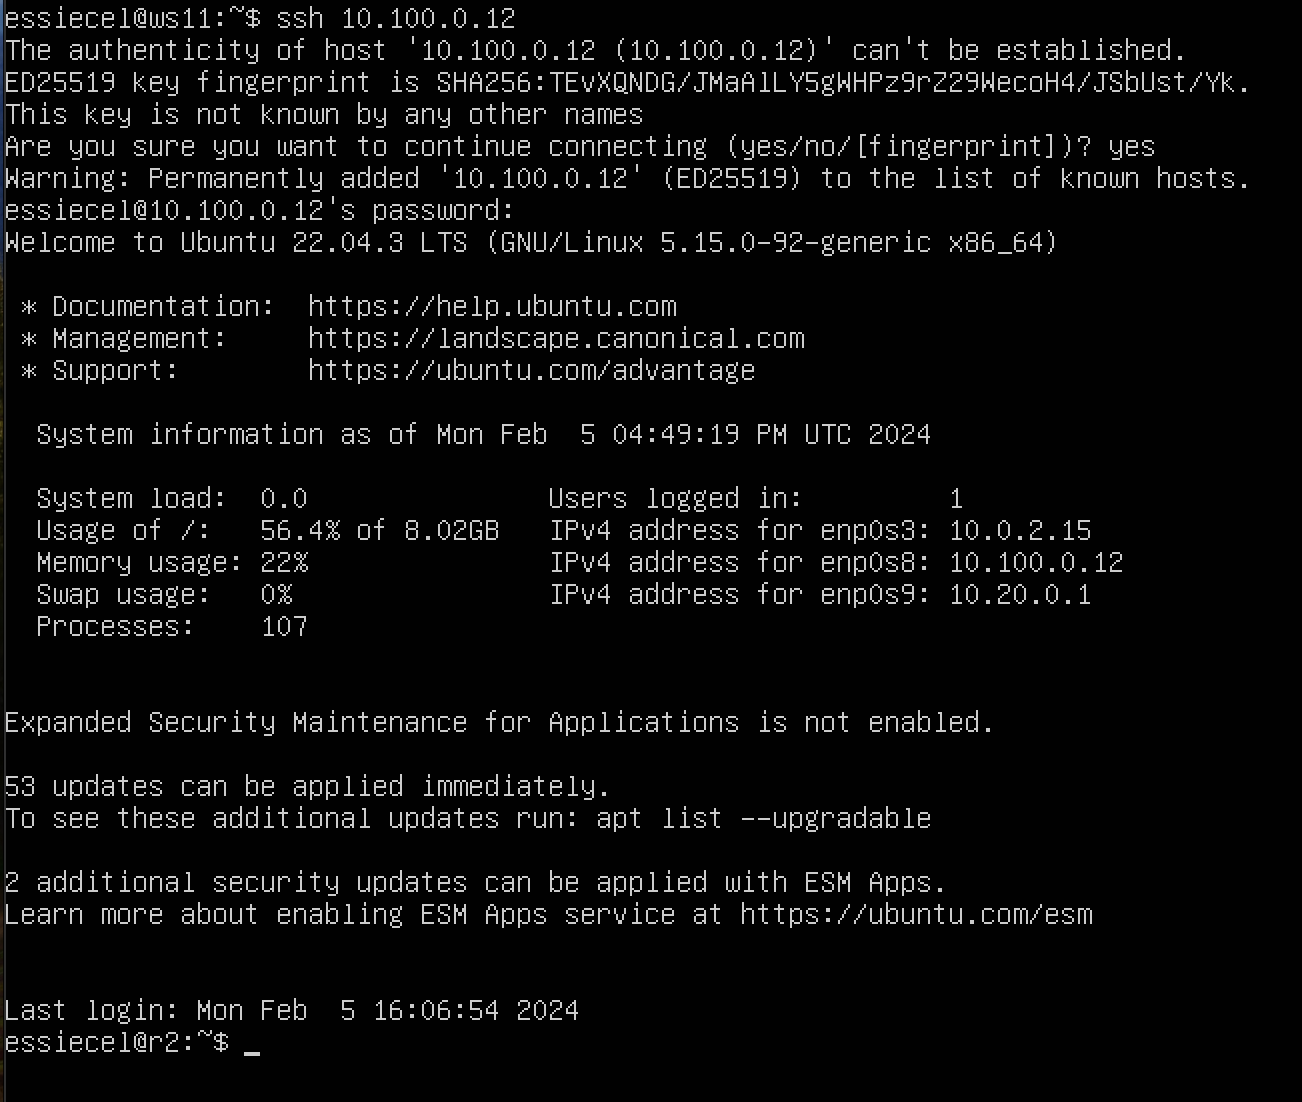 essiecel@ws11:~$ ssh 10.100.0.12
The authenticity of host '10.100.0.12 (10.100.0.12)' can't be established.
ED25519 key fingerprint is SHA256:TEvXQNDG/JMaAlLY5gWHPz9rZ29WecoH4/JSbUst/Yk.
This key is not known by any other names
Are you sure you want to continue connecting (yes/no/[fingerprint])? yes
Warning: Permanently added '10.100.0.12' (ED25519) to the list of known hosts.
essiecel@10.100.0.12's password:
Welcome to Ubuntu 22.04.3 LTS (GNU/Linux 5.15.0-92-generic x86_64)

 * Documentation:  https://help.ubuntu.com
 * Management:     https://landscape.canonical.com
 * Support:        https://ubuntu.com/advantage

  System information as of Mon Feb  5 04:49:19 PM UTC 2024

  System load:  0.0               Users logged in:         1
  Usage of /:   56.4% of 8.02GB   IPv4 address for enp0s3: 10.0.2.15
  Memory usage: 22%               IPv4 address for enp0s8: 10.100.0.12
  Swap usage:   0%                IPv4 address for enp0s9: 10.20.0.1
  Processes:    107

Expanded Security Maintenance for Applications is not enabled.

53 updates can be applied immediately.
To see these additional updates run: apt list --upgradable

2 additional security updates can be applied with ESM Apps.
Learn more about enabling ESM Apps service at https://ubuntu.com/esm

Last login: Mon Feb  5 16:06:54 2024
essiecel@r2:~$ _